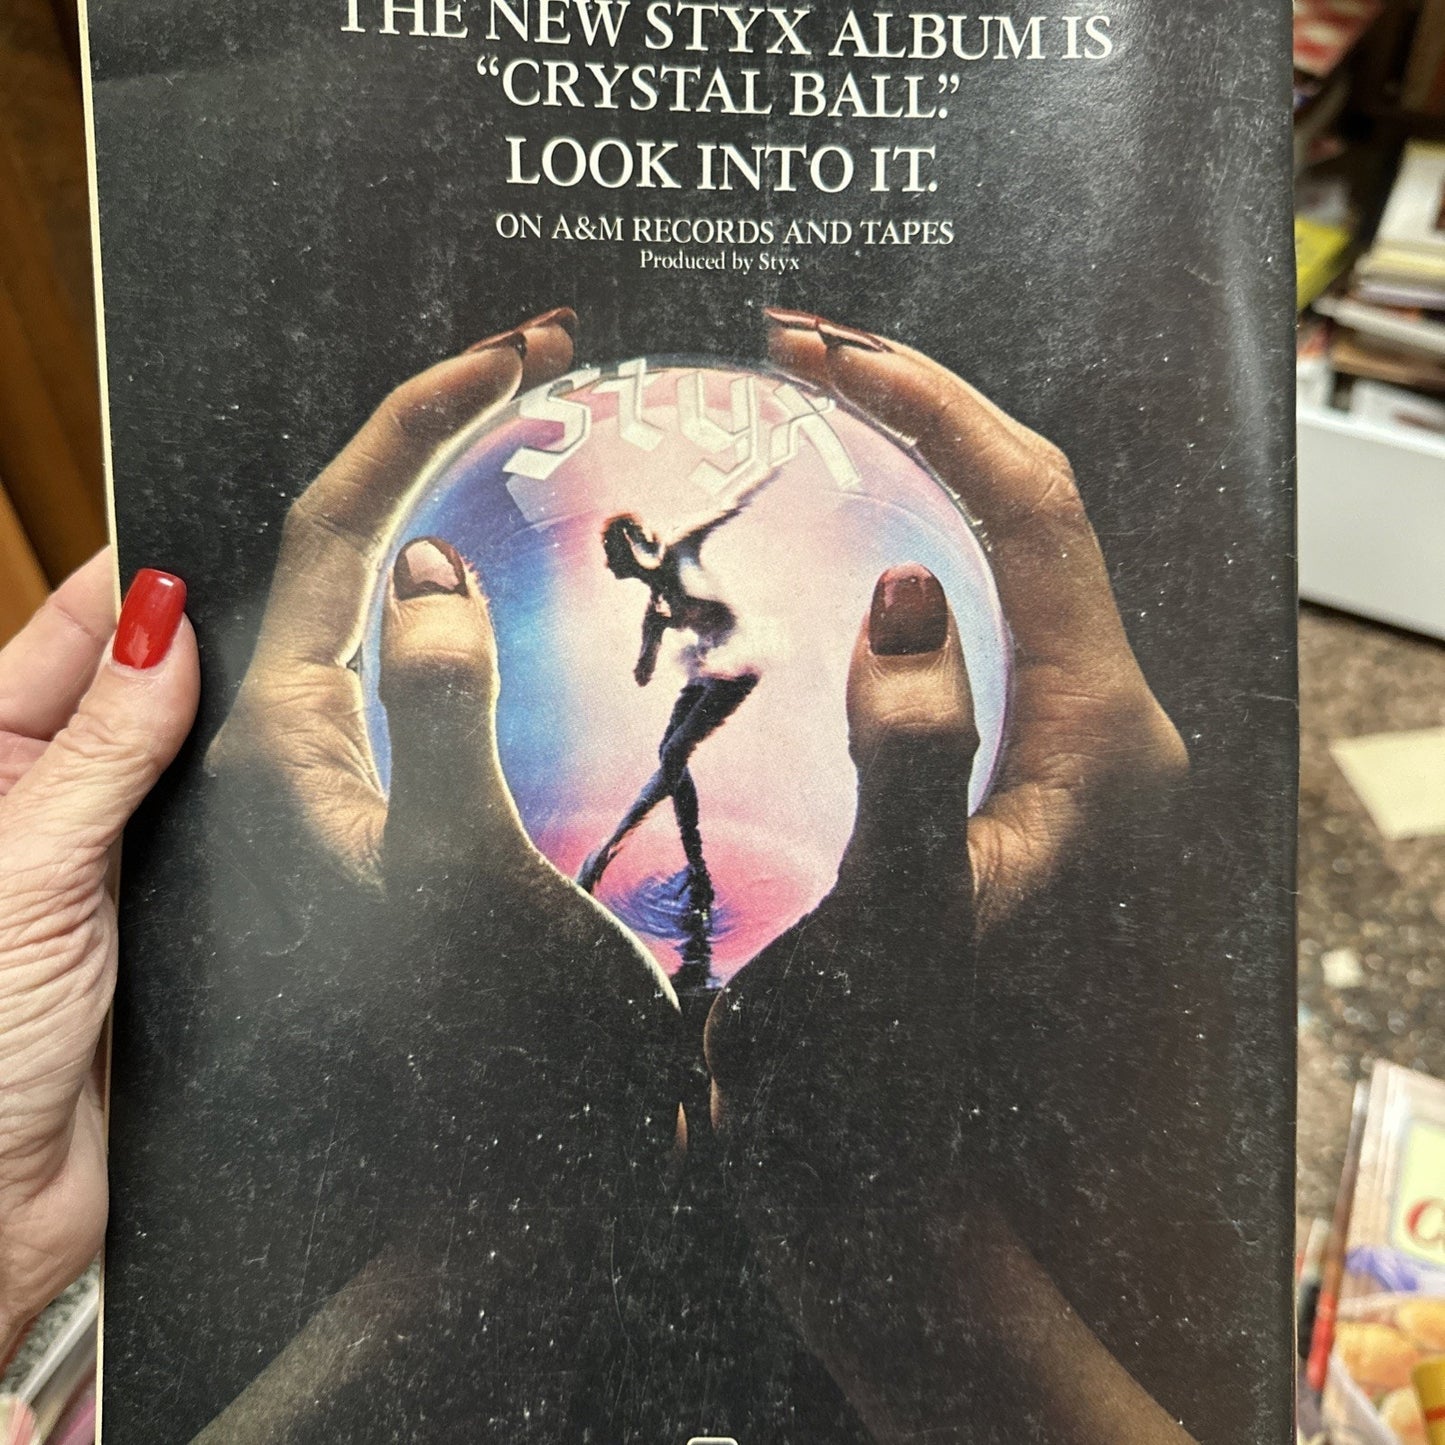 THE NEW STYX ALBUM IS
“CRYSTAL BALL.”
LOOK INTO IT.
ON A&M RECORDS AND TAPES
Produced by Styx
Styx